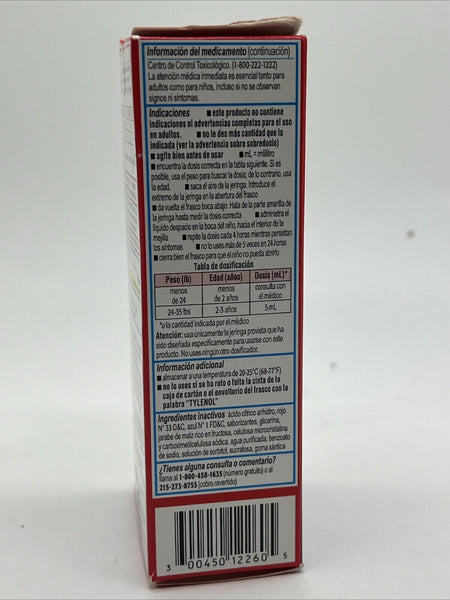 Información del medicamento (continuación)
Centro de Control Toxicológico. (1-800-222-1222)
La atención médica inmediata es esencial tanto para
adultos como para niños, incluso si no se observan
signos ni síntomas.
Indicaciones ■ este producto no contiene
indicaciones ni advertencias completas para el uso
en adultos. ■ no le des más cantidad que la
indicada (ver la advertencia sobre sobredosis)
■ agita bien antes de usar ■ mL = mililitro
■ encuentra la dosis correcta en la tabla siguiente. Si es
posible, usa el peso para buscar la dosis; de lo contrario, usa
la edad. ■ saca el aire de la jeringa. Introduce el
extremo de la jeringa en la abertura del frasco
■ da vuelta el frasco boca abajo. Hala de la parte amarilla de
la jeringa hasta medir la dosis correcta ■ administra el
líquido despacio en la boca del niño, hacia el interior de la
mejilla ■ repite la dosis cada 4 horas mientras persistan
los síntomas ■ no lo uses más de 5 veces en 24 horas
■ cierra bien el frasco para que el niño no pueda abrirlo
Tabla de dosificación
Peso (lb) Edad (años) Dosis (mL)*
menos de 24 menos de 2 años consulta con el médico
24-35 lbs 2-3 años 5 mL
*o la cantidad indicada por el médico
Atención: usa únicamente la jeringa provista que ha
sido diseñada específicamente para usarse con este
producto. No uses ningún otro dosificador.
Información adicional
■ almacenar a una temperatura de 20-25°C (68-77°F)
■ no lo uses si se ha roto o falta la cinta de la
caja de cartón o el envoltorio del frasco con la
palabra "TYLENOL"
Ingredientes inactivos ácido cítrico anhidro, rojo
N° 33 D&C, azul N° 1 FD&C, saborizantes, glicerina,
jarabe de maíz rico en fructosa, celulosa microcristalina
y carboximetilcelulosa sódica, agua purificada, benzoato
de sodio, solución de sorbitol, sucralosa, goma xántica
¿Tienes alguna consulta o comentario?
llama al 1-800-458-1635 (número gratuito) o al
215-273-8755 (cobro revertido)
3 00450 12260 5